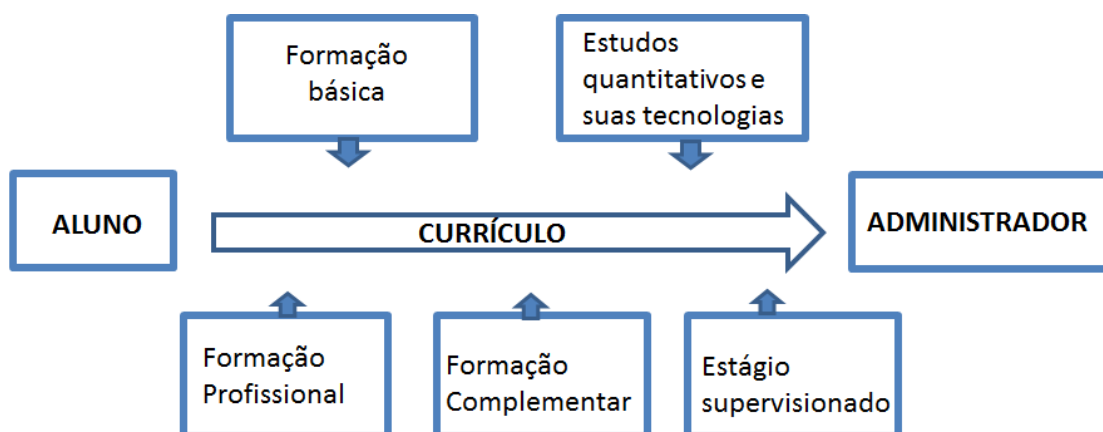 Formação
básica
Estudos
quantitativos e
suas tecnologias
ALUNO
CURRÍCULO
ADMINISTRADOR
Formação
Profissional
Formação
Complementar
Estágio
supervisionado